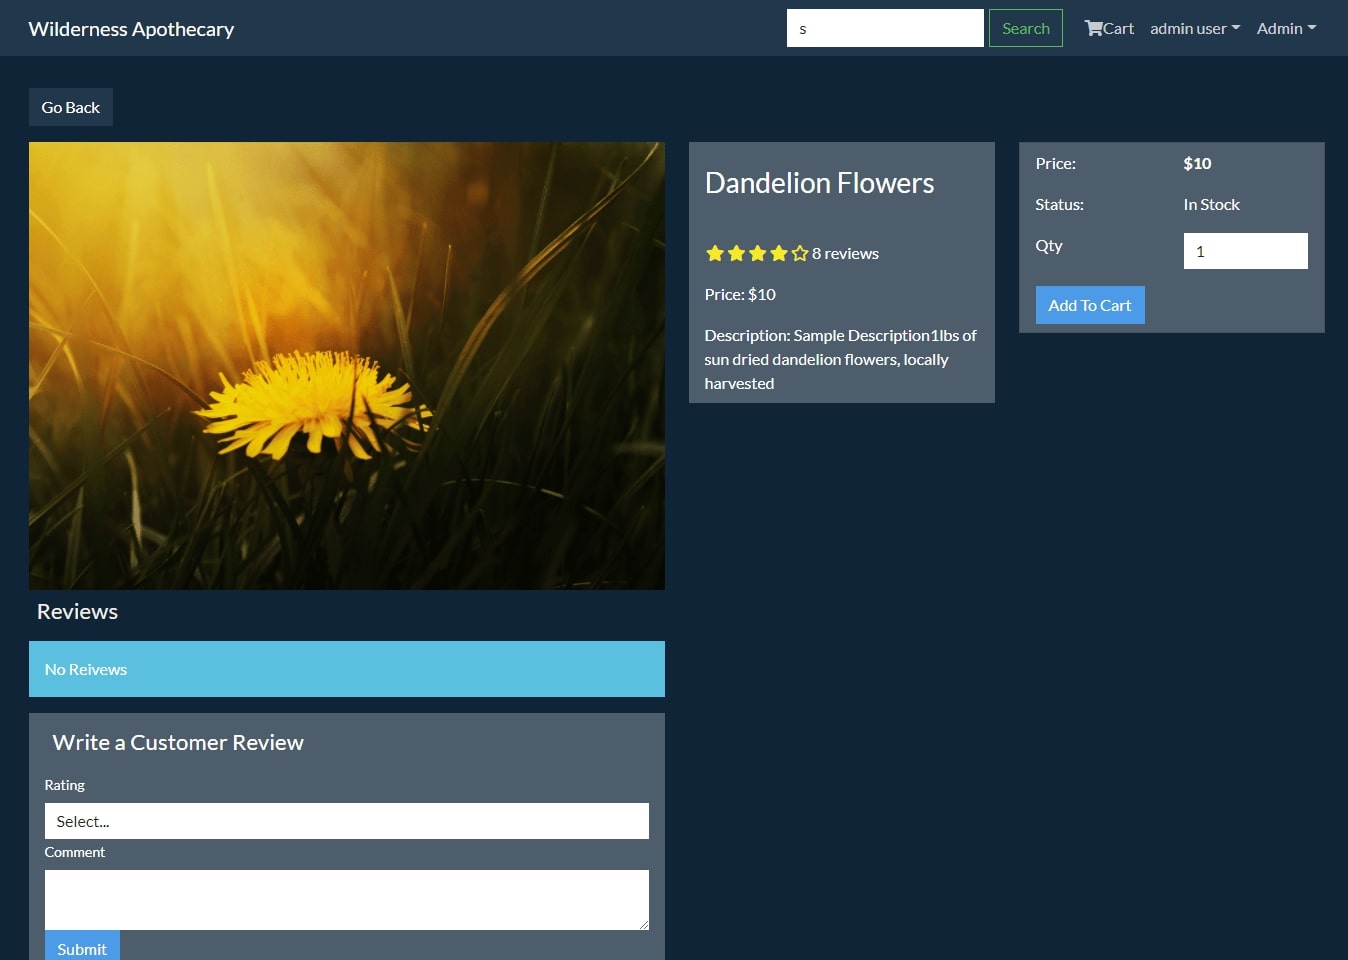 Wilderness Apothecary
s
Search
Cart
admin user
Admin
Go Back
Dandelion Flowers
8 reviews
Price: $10
Description: Sample Description1lbs of
sun dried dandelion flowers, locally
harvested
Price: $10
Status: In Stock
Qty 1
Add To Cart
Reviews
No Reivews
Write a Customer Review
Rating
Select...
Comment
Submit